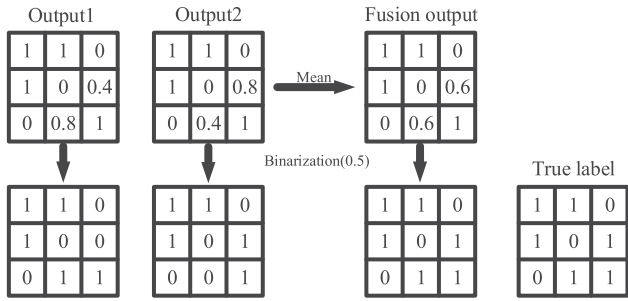 Output1 Output2 Fusion output
1 1 0 1 1 0 1 1 0
1 0 0.4 1 0 0.8 Mean 1 0 0.6
0 0.8 1 0 0.4 1 0 0.6 1
Binarization(0.5)
True label
1 1 0 1 1 0 1 1 0 1 1 0
1 0 0 1 0 1 1 0 1 1 0 1
0 1 1 0 0 1 0 1 1 0 1 1